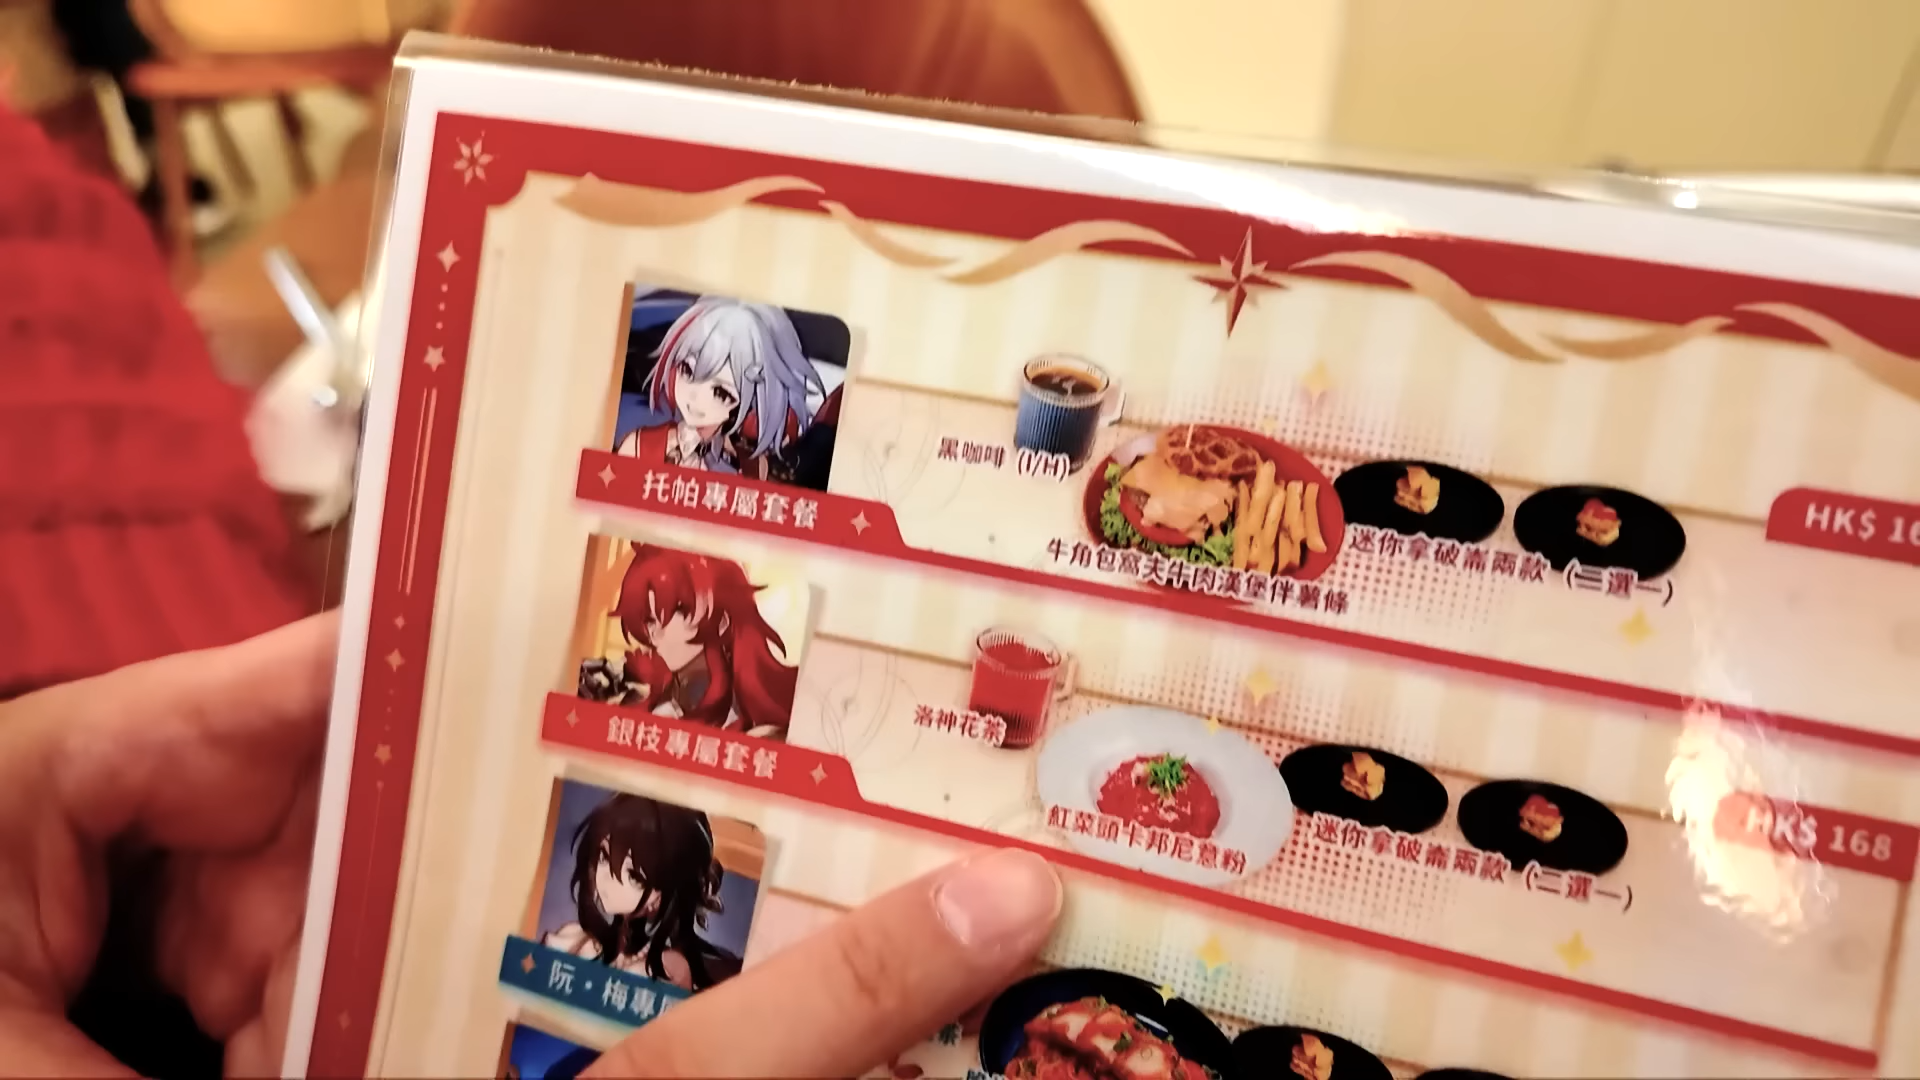 黑咖啡 (I/H)
托帕專屬套餐
牛角包窩夫牛肉漢堡伴薯條
迷你拿破崙兩款 (二選一)
HK$ 16
洛神花茶
銀枝專屬套餐
紅菜頭卡邦尼意粉
迷你拿破崙兩款 (二選一)
HK$ 168
阮·梅專